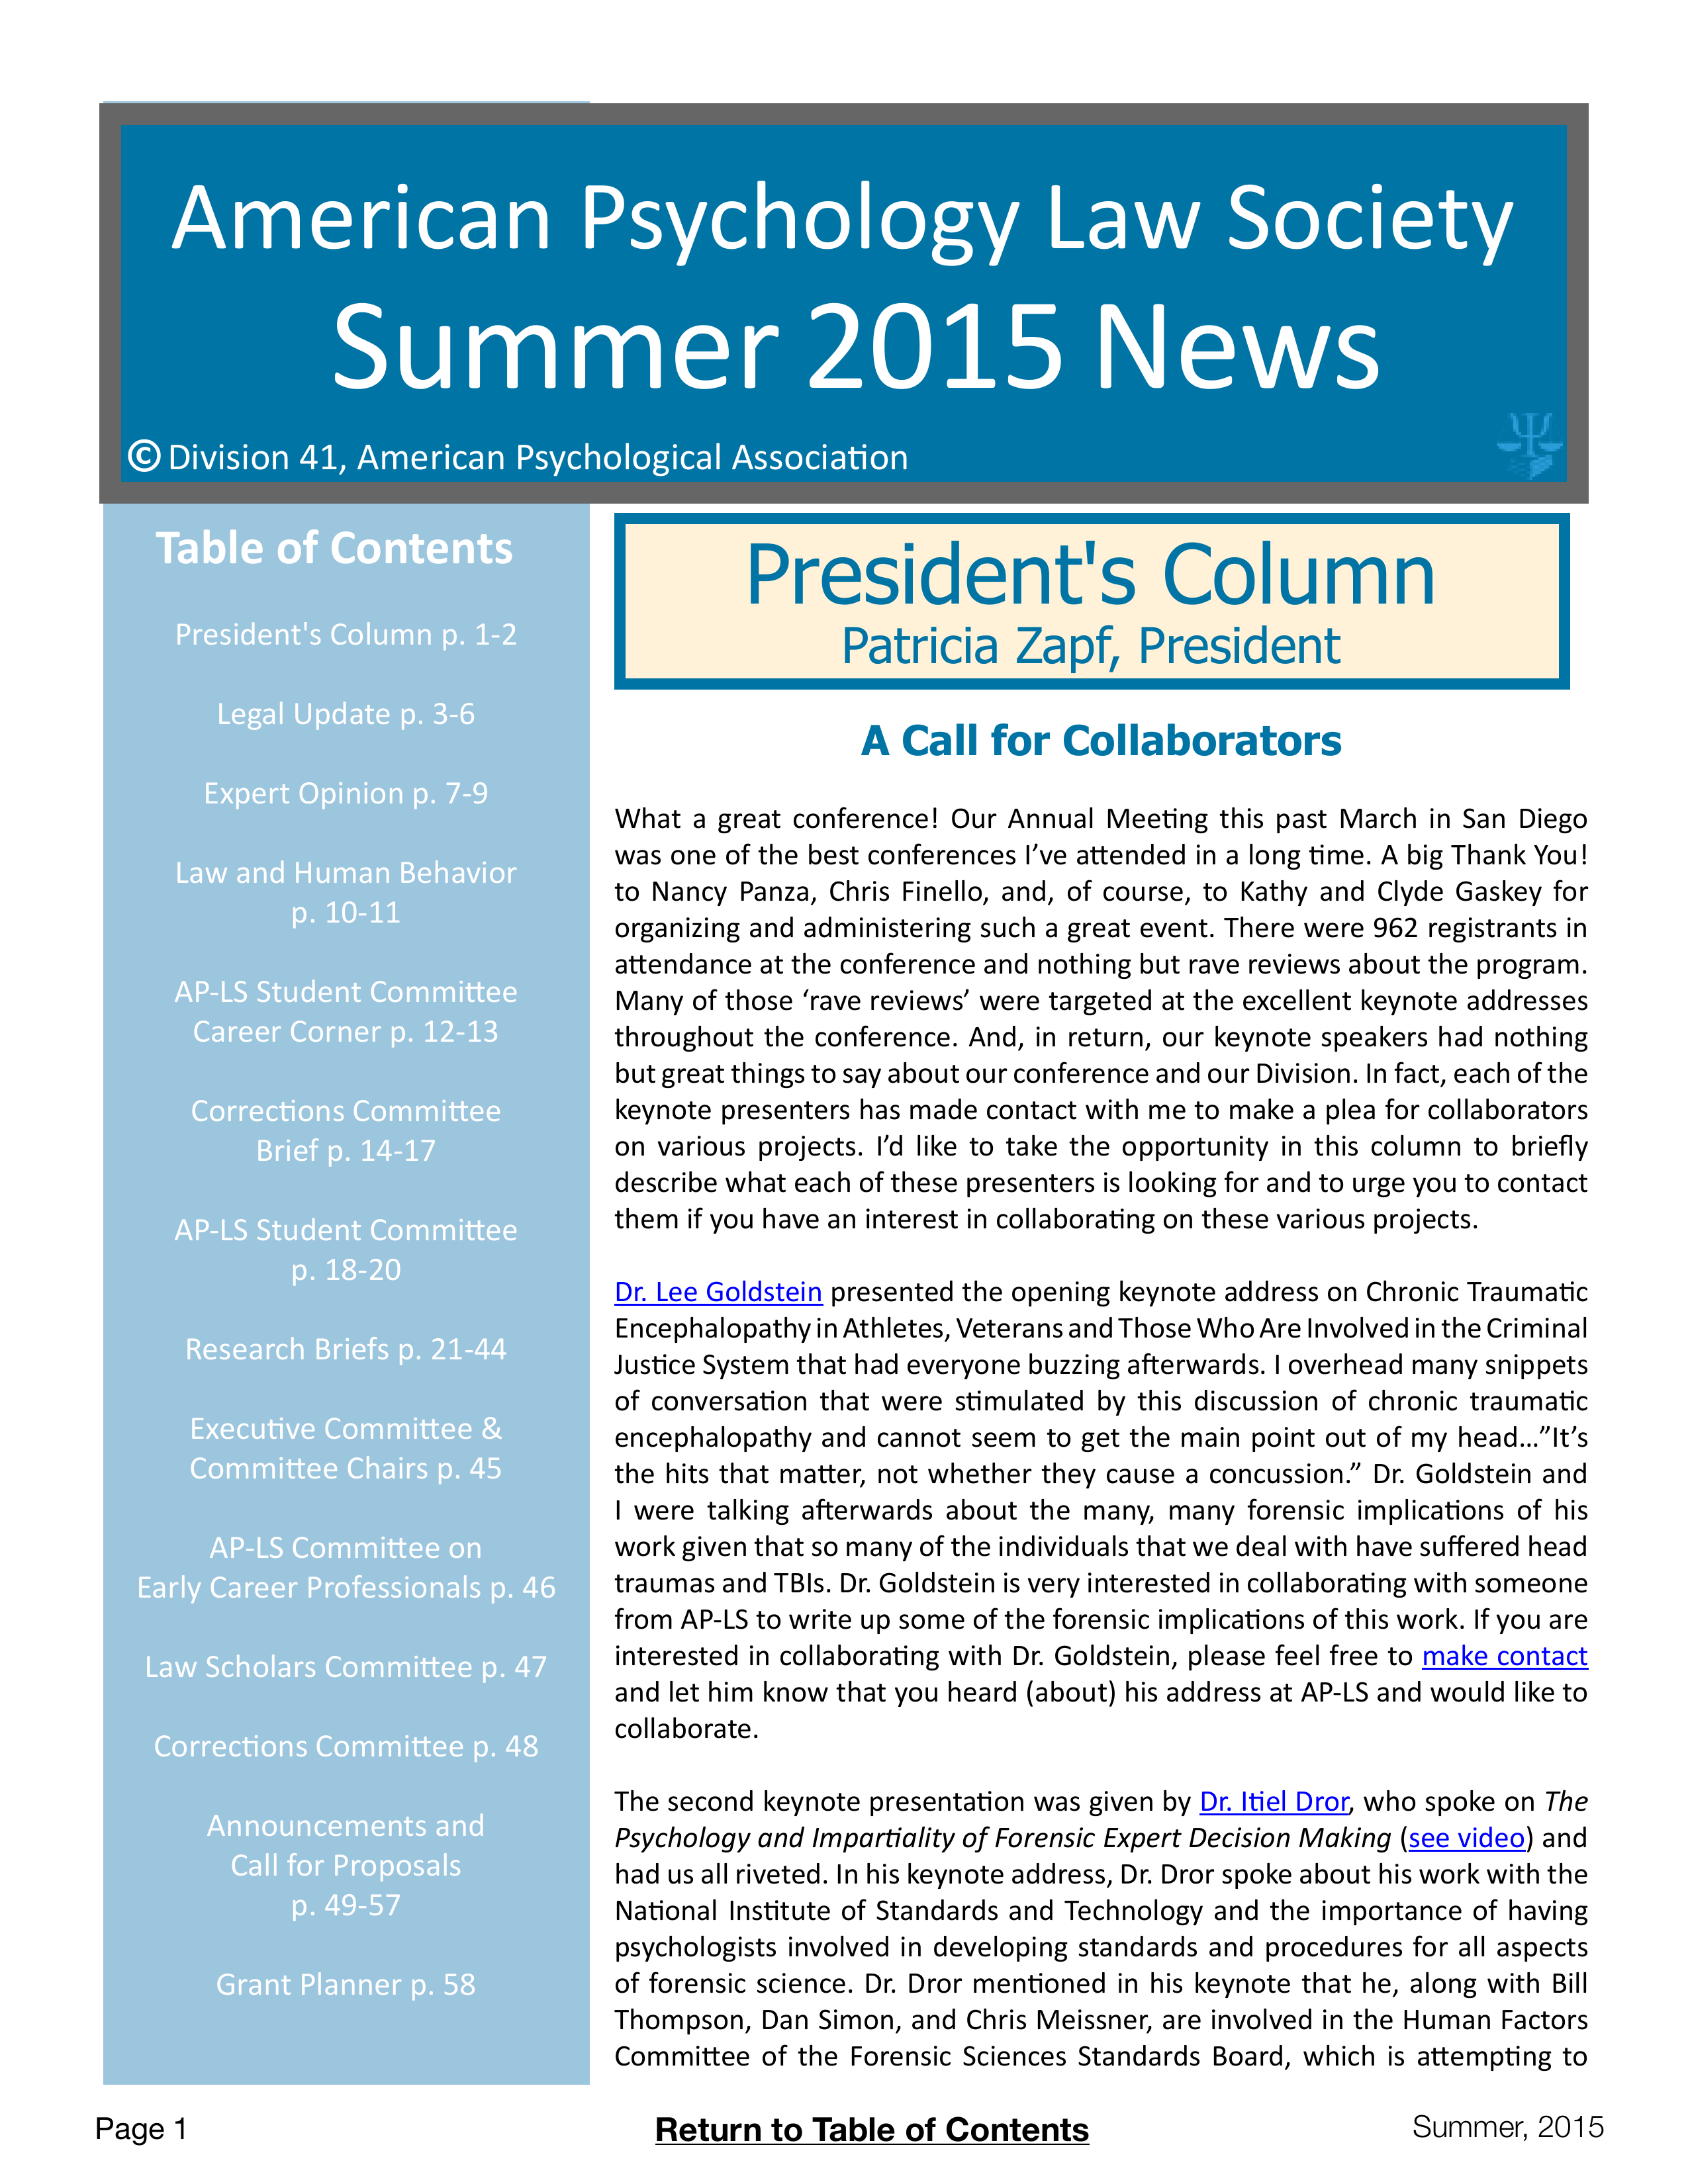 American Psychology Law Society
Summer 2015 News
© Division 41, American Psychological Association
Table of Contents
President's Column p. 1-2
Legal Update p. 3-6
Expert Opinion p. 7-9
Law and Human Behavior
p. 10-11
AP-LS Student Committee
Career Corner p. 12-13
Corrections Committee
Brief p. 14-17
AP-LS Student Committee
p. 18-20
Research Briefs p. 21-44
Executive Committee &
Committee Chairs p. 45
AP-LS Committee on
Early Career Professionals p. 46
Law Scholars Committee p. 47
Corrections Committee p. 48
Announcements and
Call for Proposals
p. 49-57
Grant Planner p. 58
President's Column
Patricia Zapf, President
A Call for Collaborators
What a great conference! Our Annual Meeting this past March in San Diego
was one of the best conferences I’ve attended in a long time. A big Thank You!
to Nancy Panza, Chris Finello, and, of course, to Kathy and Clyde Gaskey for
organizing and administering such a great event. There were 962 registrants in
attendance at the conference and nothing but rave reviews about the program.
Many of those ‘rave reviews’ were targeted at the excellent keynote addresses
throughout the conference. And, in return, our keynote speakers had nothing
but great things to say about our conference and our Division. In fact, each of the
keynote presenters has made contact with me to make a plea for collaborators
on various projects. I’d like to take the opportunity in this column to briefly
describe what each of these presenters is looking for and to urge you to contact
them if you have an interest in collaborating on these various projects.
Dr. Lee Goldstein presented the opening keynote address on Chronic Traumatic
Encephalopathy in Athletes, Veterans and Those Who Are Involved in the Criminal
Justice System that had everyone buzzing afterwards. I overhead many snippets
of conversation that were stimulated by this discussion of chronic traumatic
encephalopathy and cannot seem to get the main point out of my head…”It’s
the hits that matter, not whether they cause a concussion.” Dr. Goldstein and
I were talking afterwards about the many, many forensic implications of his
work given that so many of the individuals that we deal with have suffered head
traumas and TBIs. Dr. Goldstein is very interested in collaborating with someone
from AP-LS to write up some of the forensic implications of this work. If you are
interested in collaborating with Dr. Goldstein, please feel free to make contact
and let him know that you heard (about) his address at AP-LS and would like to
collaborate.
The second keynote presentation was given by Dr. Itiel Dror, who spoke on The
Psychology and Impartiality of Forensic Expert Decision Making (see video) and
had us all riveted. In his keynote address, Dr. Dror spoke about his work with the
National Institute of Standards and Technology and the importance of having
psychologists involved in developing standards and procedures for all aspects
of forensic science. Dr. Dror mentioned in his keynote that he, along with Bill
Thompson, Dan Simon, and Chris Meissner, are involved in the Human Factors
Committee of the Forensic Sciences Standards Board, which is attempting to
Page 1
Return to Table of Contents
Summer, 2015